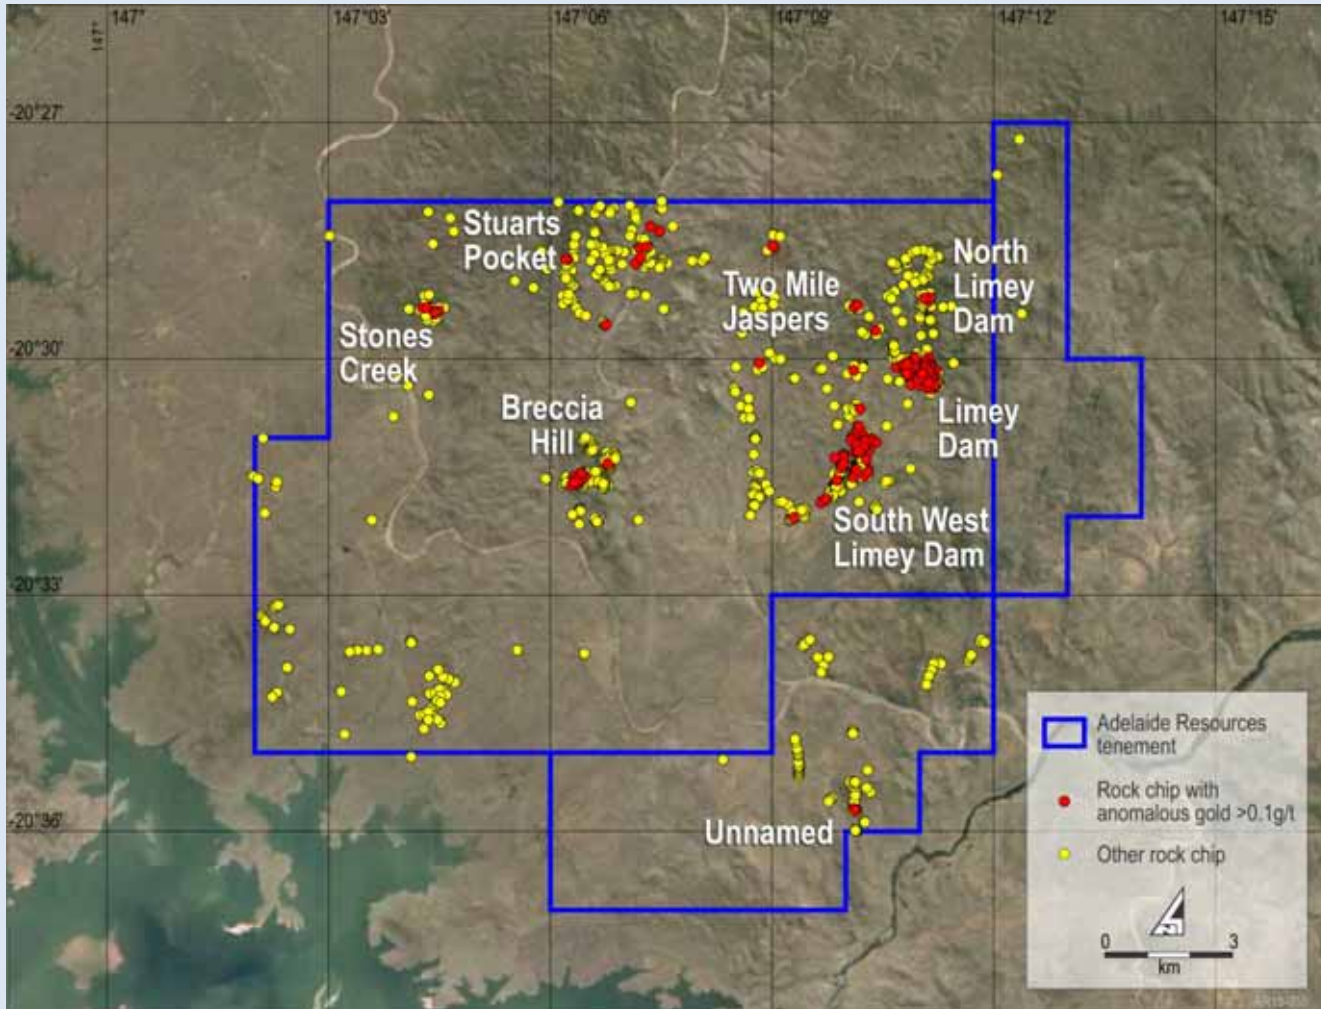 147°
147°03'
147°06'
147°09'
147°12'
147°15'
-20°27'
-20°30'
-20°33'
-20°36'
Stuarts
Pocket
Stones
Creek
Breccia
Hill
Two Mile
Jaspers
North
Limey
Dam
Limey
Dam
South West
Limey Dam
Unnamed
Adelaide Resources
tenement
Rock chip with
anomalous gold >0.1g/t
Other rock chip
N
0 3
km